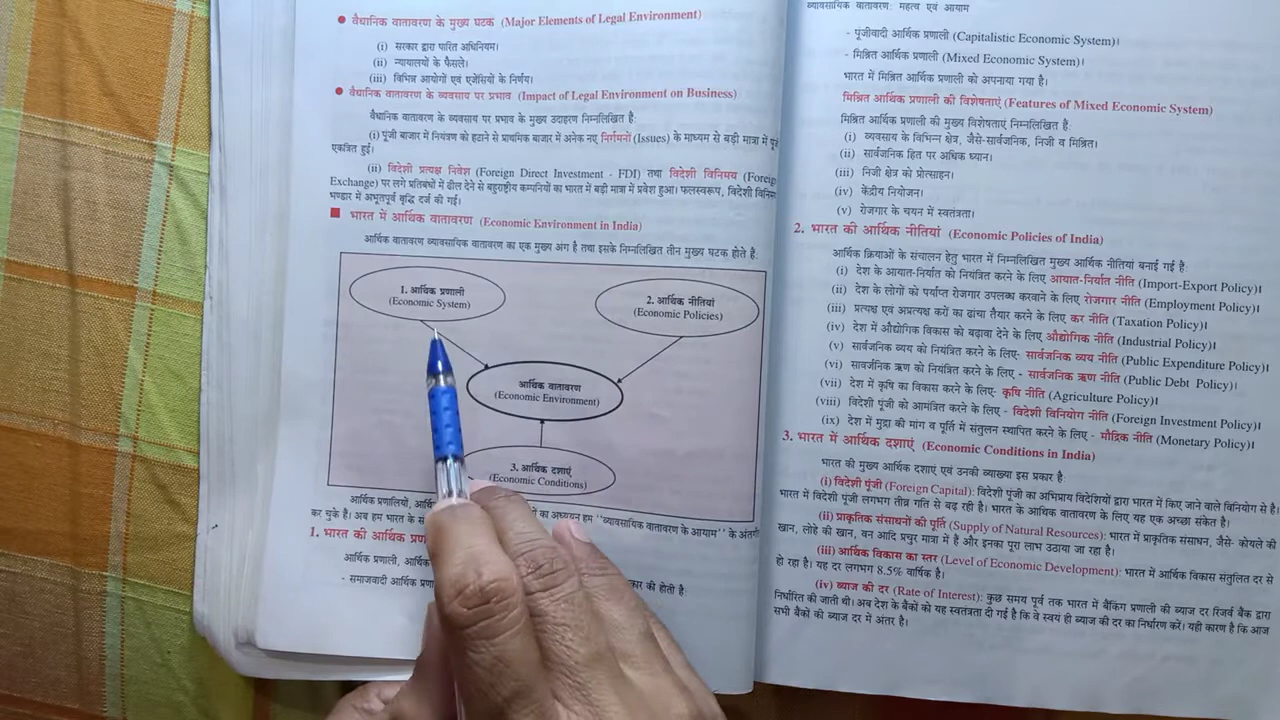 ● वैधानिक वातावरण के मुख्य घटक (Major Elements of Legal Environment)
(i) सरकार द्वारा पारित अधिनियम।
(ii) न्यायालयों के फैसले।
(iii) विभिन्न आयोगों एवं एजेंसियों के निर्णय।
● वैधानिक वातावरण के व्यवसाय पर प्रभाव (Impact of Legal Environment on Business)
वैधानिक वातावरण के व्यवसाय पर प्रभाव के मुख्य उदाहरण निम्नलिखित है:
(i) पूंजी बाजार में नियंत्रण को हटाने से प्राथमिक बाजार में अनेक नए निर्गमनों (Issues) के माध्यम से बड़ी मात्रा में
एकत्रित हुई।
(ii) विदेशी प्रत्यक्ष निवेश (Foreign Direct Investment - FDI) तथा विदेशी विनिमय (Foreign
Exchange) पर लगे प्रतिबंधों में ढील देने से बहुराष्ट्रीय कम्पनियों का भारत में बड़ी मात्रा में प्रवेश हुआ। फलस्वरूप, विदेशी विनिमय
भण्डार में अभूतपूर्व वृद्धि दर्ज की गई।
■ भारत में आर्थिक वातावरण (Economic Environment in India)
आर्थिक वातावरण व्यावसायिक वातावरण का एक मुख्य अंग है तथा इसके निम्नलिखित तीन मुख्य घटक होते है:
1. आर्थिक प्रणाली
(Economic System)
2. आर्थिक नीतियां
(Economic Policies)
आर्थिक वातावरण
(Economic Environment)
3. आर्थिक दशाएं
(Economic Conditions)
आर्थिक प्रणालियों, का अध्ययन हम "व्यावसायिक वातावरण के आयाम" के अंतर्गत
कर चुके है। अब हम भारत के
1. भारत की आर्थिक
आर्थिक प्रणाली, कार की होती है:
- समाजवादी आर्थिक
व्यावसायिक वातावरण: महत्व एवं आयाम
- पूंजीवादी आर्थिक प्रणाली (Capitalistic Economic System)।
- मिश्रित आर्थिक प्रणाली (Mixed Economic System)।
भारत में मिश्रित आर्थिक प्रणाली को अपनाया गया है।
मिश्रित आर्थिक प्रणाली की विशेषताएं (Features of Mixed Economic System)
मिश्रित आर्थिक प्रणाली की मुख्य विशेषताएं निम्नलिखित हैं:
(i) व्यवसाय के विभिन्न क्षेत्र, जैसे-सार्वजनिक, निजी व मिश्रित।
(ii) सार्वजनिक हित पर अधिक ध्यान।
(iii) निजी क्षेत्र को प्रोत्साहन।
(iv) केंद्रीय नियोजन।
(v) रोजगार के चयन में स्वतंत्रता।
2. भारत की आर्थिक नीतियां (Economic Policies of India)
आर्थिक क्रियाओं के संचालन हेतु भारत में निम्नलिखित मुख्य आर्थिक नीतियां बनाई गई हैं:
(i) देश के आयात-निर्यात को नियंत्रित करने के लिए आयात-निर्यात नीति (Import-Export Policy)।
(ii) देश के लोगों को पर्याप्त रोजगार उपलब्ध करवाने के लिए रोजगार नीति (Employment Policy)।
(iii) प्रत्यक्ष एवं अप्रत्यक्ष करों का ढांचा तैयार करने के लिए कर नीति (Taxation Policy)।
(iv) देश में औद्योगिक विकास को बढ़ावा देने के लिए औद्योगिक नीति (Industrial Policy)।
(v) सार्वजनिक व्यय को नियंत्रित करने के लिए- सार्वजनिक व्यय नीति (Public Expenditure Policy)।
(vi) सावर्जनिक ऋण को नियंत्रित करने के लिए - सार्वजनिक ऋण नीति (Public Debt Policy)।
(vii) देश में कृषि का विकास करने के लिए- कृषि नीति (Agriculture Policy)।
(viii) विदेशी पूंजी को आमंत्रित करने के लिए - विदेशी विनियोग नीति (Foreign Investment Policy)।
(ix) देश में मुद्रा की मांग व पूर्ति में संतुलन स्थापित करने के लिए - मौद्रिक नीति (Monetary Policy)।
3. भारत में आर्थिक दशाएं (Economic Conditions in India)
भारत की मुख्य आर्थिक दशाएं एवं उनकी व्याख्या इस प्रकार है:
(i) विदेशी पूंजी (Foreign Capital): विदेशी पूंजी का अभिप्राय विदेशियों द्वारा भारत में किए जाने वाले विनियोग से है।
भारत में विदेशी पूंजी लगभग तीव्र गति से बढ़ रही है। भारत के आर्थिक वातावरण के लिए यह एक अच्छा संकेत है।
(ii) प्राकृतिक संसाधनों की पूर्ति (Supply of Natural Resources): भारत में प्राकृतिक संसाधन, जैसे- कोयले की
खान, लोहे की खान, वन आदि प्रचुर मात्रा में हैं और इनका पूरा लाभ उठाया जा रहा है।
(iii) आर्थिक विकास का स्तर (Level of Economic Development): भारत में आर्थिक विकास संतुलित दर से
हो रहा है। यह दर लगभग 8.5% वार्षिक है।
(iv) ब्याज की दर (Rate of Interest): कुछ समय पूर्व तक भारत में बैंकिंग प्रणाली की ब्याज दर रिजर्व बैंक द्वारा
निर्धारित की जाती थी। अब देश के बैंकों को यह स्वतंत्रता दी गई है कि वे स्वयं ही ब्याज की दर का निर्धारण करें। यही कारण है कि आज
सभी बैंकों की ब्याज दर में अंतर है।